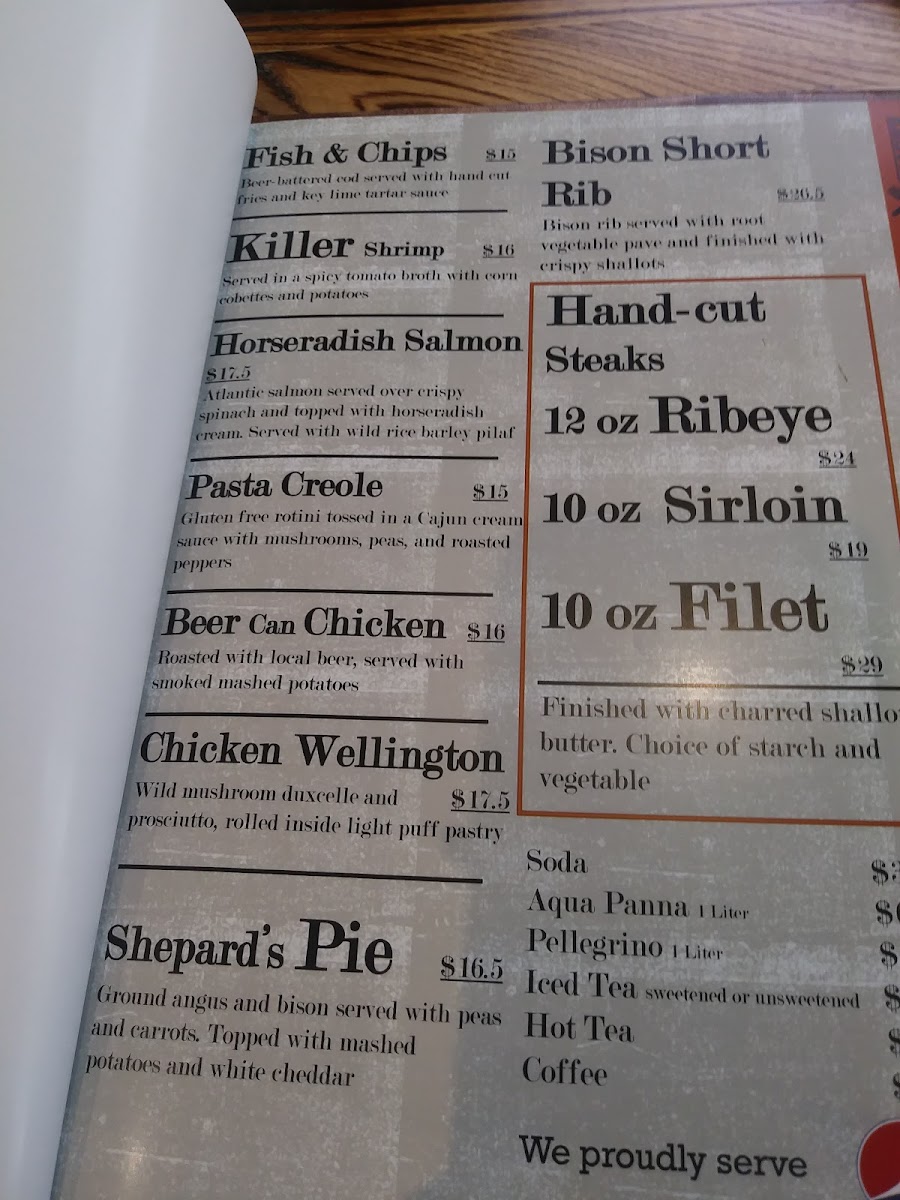 Fish & Chips $15
Beer-battered cod served with hand cut
fries and key lime tartar sauce
Killer Shrimp $16
Served in a spicy tomato broth with corn
cobettes and potatoes
Horseradish Salmon
$17.5
Atlantic salmon served over crispy
spinach and topped with horseradish
cream. Served with wild rice barley pilaf
Pasta Creole $15
Gluten free rotini tossed in a Cajun cream
sauce with mushrooms, peas, and roasted
peppers
Beer Can Chicken $16
Roasted with local beer, served with
smoked mashed potatoes
Chicken Wellington
Wild mushroom duxcelle and $17.5
prosciutto, rolled inside light puff pastry
Shepard's Pie $16.5
Ground angus and bison served with peas
and carrots. Topped with mashed
potatoes and white cheddar
Bison Short
Rib $26.5
Bison rib served with root
vegetable pave and finished with
crispy shallots
Hand-cut
Steaks
12 oz Ribeye
$24
10 oz Sirloin
$19
10 oz Filet
$29
Finished with charred shallo
butter. Choice of starch and
vegetable
Soda $
Aqua Panna 1 Liter $
Pellegrino 1 Liter $
Iced Tea sweetened or unsweetened $
Hot Tea $
Coffee $
We proudly serve